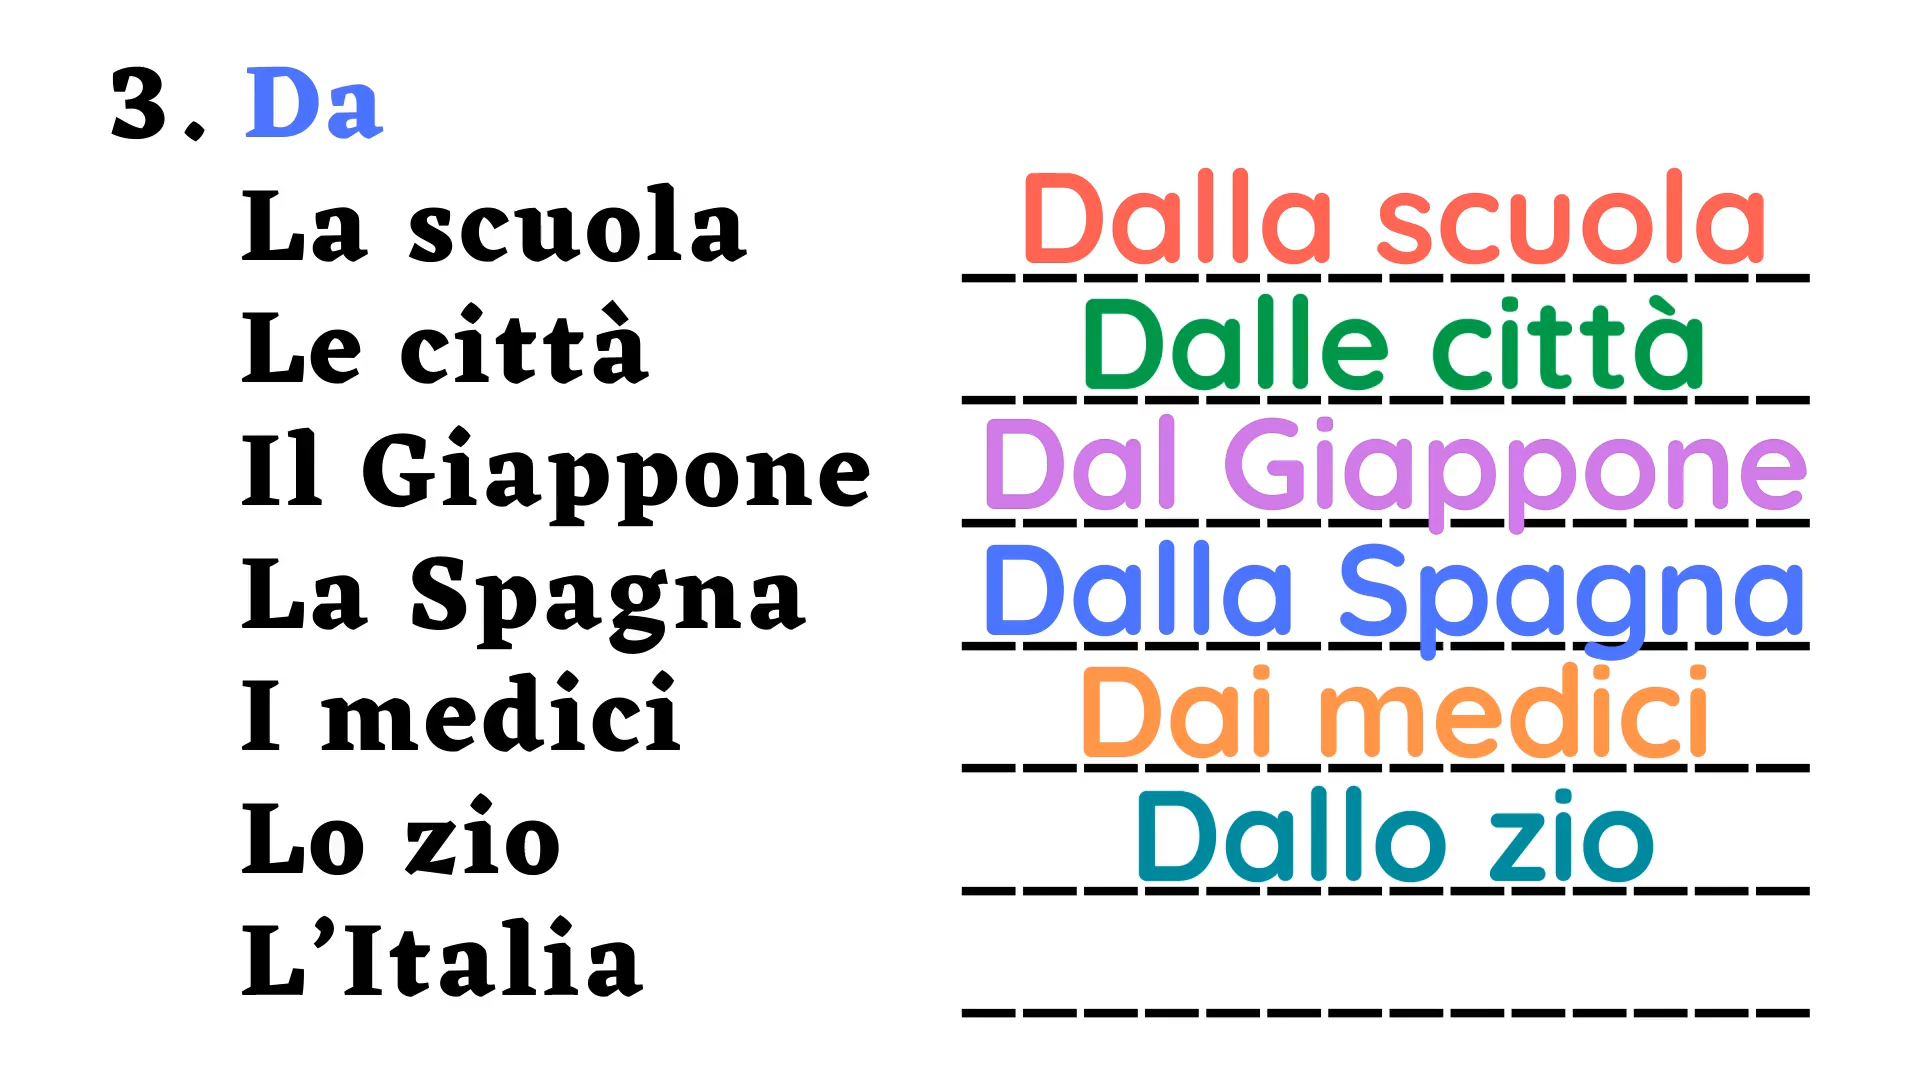 3. Da
La scuola Dalla scuola
Le città Dalle città
Il Giappone Dal Giappone
La Spagna Dalla Spagna
I medici Dai medici
Lo zio Dallo zio
L’Italia